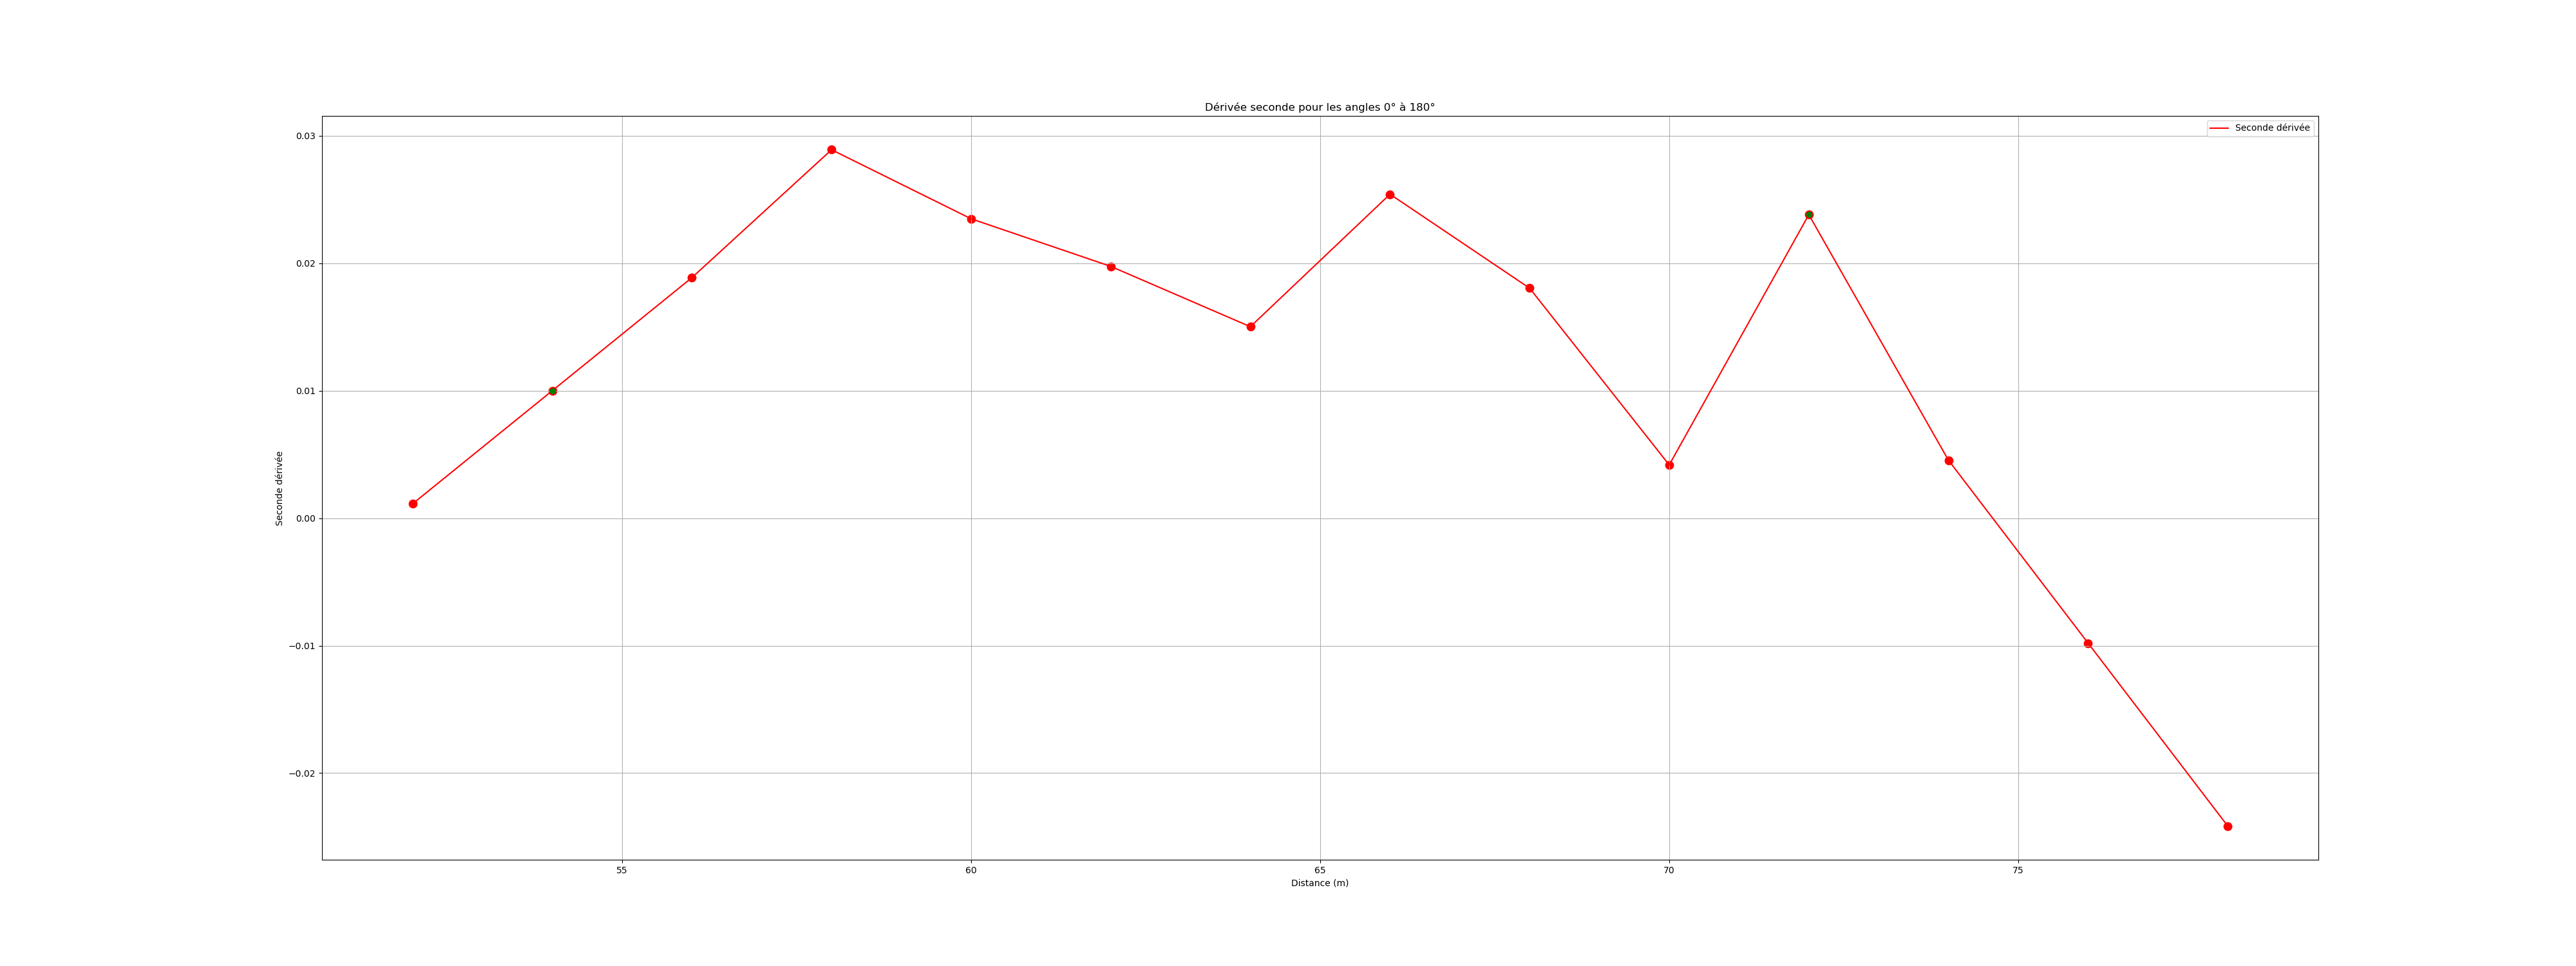 Dérivée seconde pour les angles 0° à 180°
Seconde dérivée
0.03
0.02
0.01
0.00
−0.01
−0.02
Seconde dérivée
55
60
65
70
75
Distance (m)